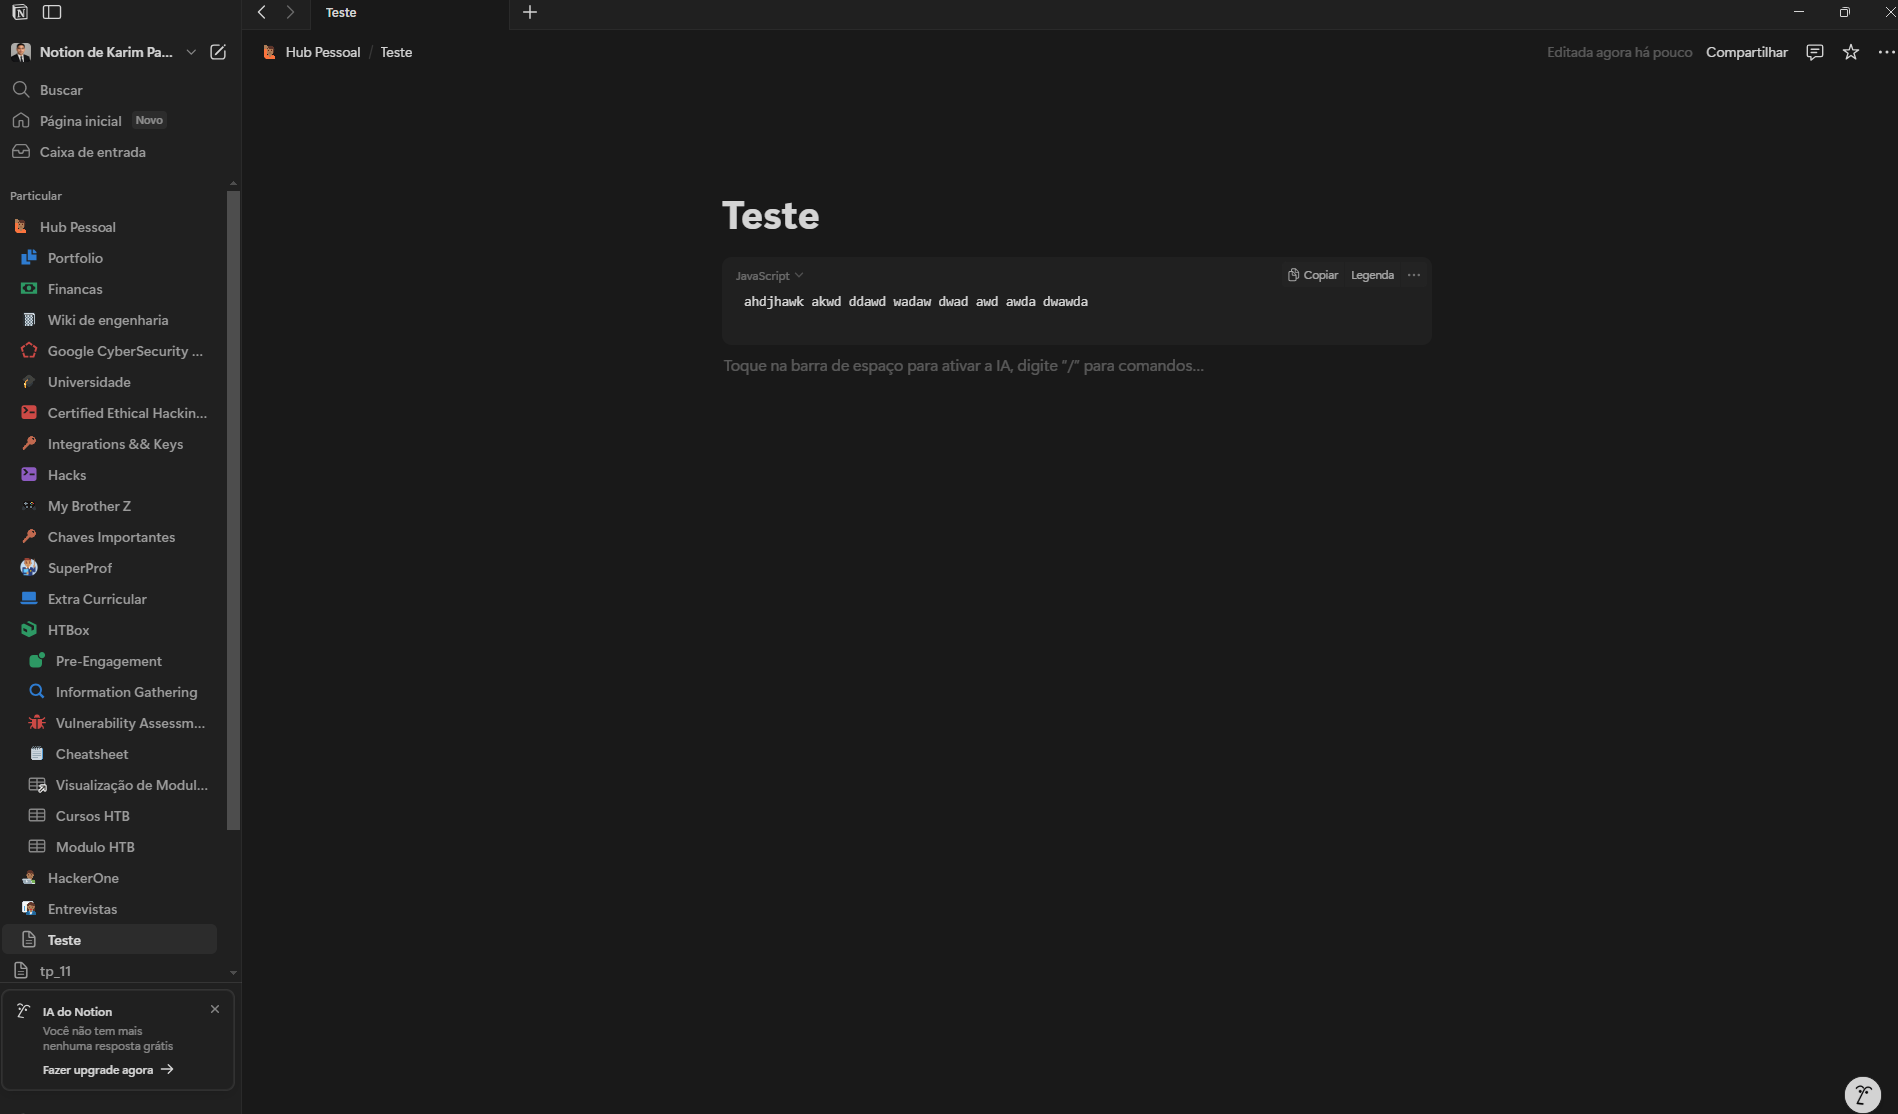 Teste
Notion de Karim Pa...
Hub Pessoal / Teste
Editada agora há pouco
Compartilhar
Buscar
Página inicial Novo
Caixa de entrada
Particular
Hub Pessoal
Portfolio
Financas
Wiki de engenharia
Google CyberSecurity ...
Universidade
Certified Ethical Hackin...
Integrations && Keys
Hacks
My Brother Z
Chaves Importantes
SuperProf
Extra Curricular
HTBox
Pre-Engagement
Information Gathering
Vulnerability Assessm...
Cheatsheet
Visualização de Modul...
Cursos HTB
Modulo HTB
HackerOne
Entrevistas
Teste
tp_11
IA do Notion
Você não tem mais
nenhuma resposta grátis
Fazer upgrade agora →
Teste
JavaScript
Copiar
Legenda
ahdjhawk akwd ddawd wadaw dwad awd awda dwawda
Toque na barra de espaço para ativar a IA, digite "/" para comandos...